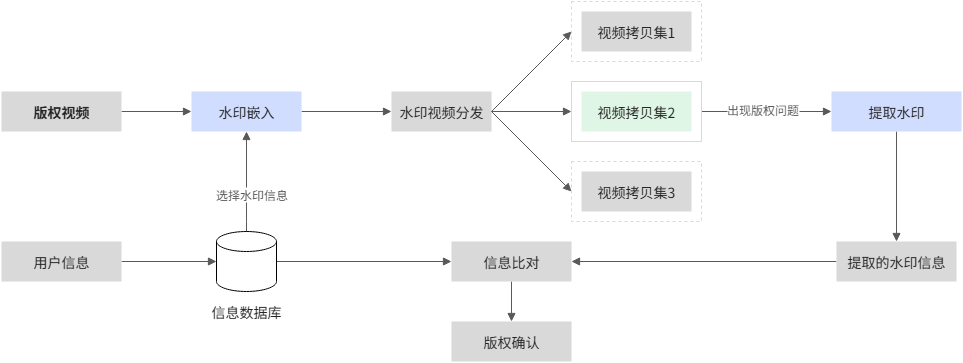 视频拷贝集1
版权视频
水印嵌入
水印视频分发
视频拷贝集2
出现版权问题
提取水印
选择水印信息
视频拷贝集3
用户信息
信息比对
提取的水印信息
信息数据库
版权确认